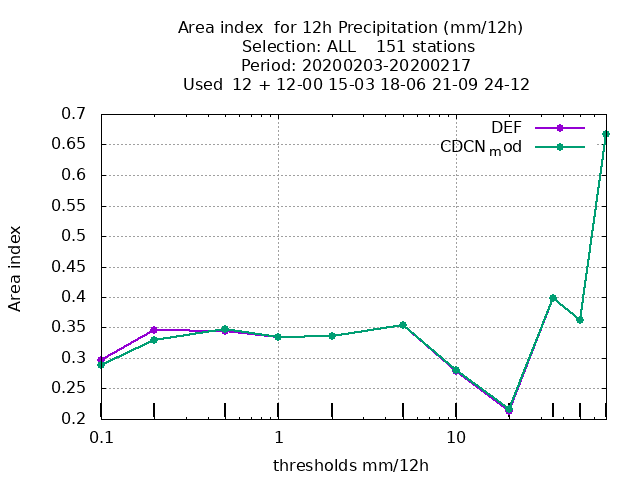 Area index  for 12h Precipitation (mm/12h)
Selection: ALL    151 stations
Period: 20200203-20200217
Used  12 + 12-00 15-03 18-06 21-09 24-12
DEF
CDCNmod
0.7
0.65
0.6
0.55
0.5
0.45
0.4
0.35
0.3
0.25
0.2
Area index
0.1 1 10
thresholds mm/12h